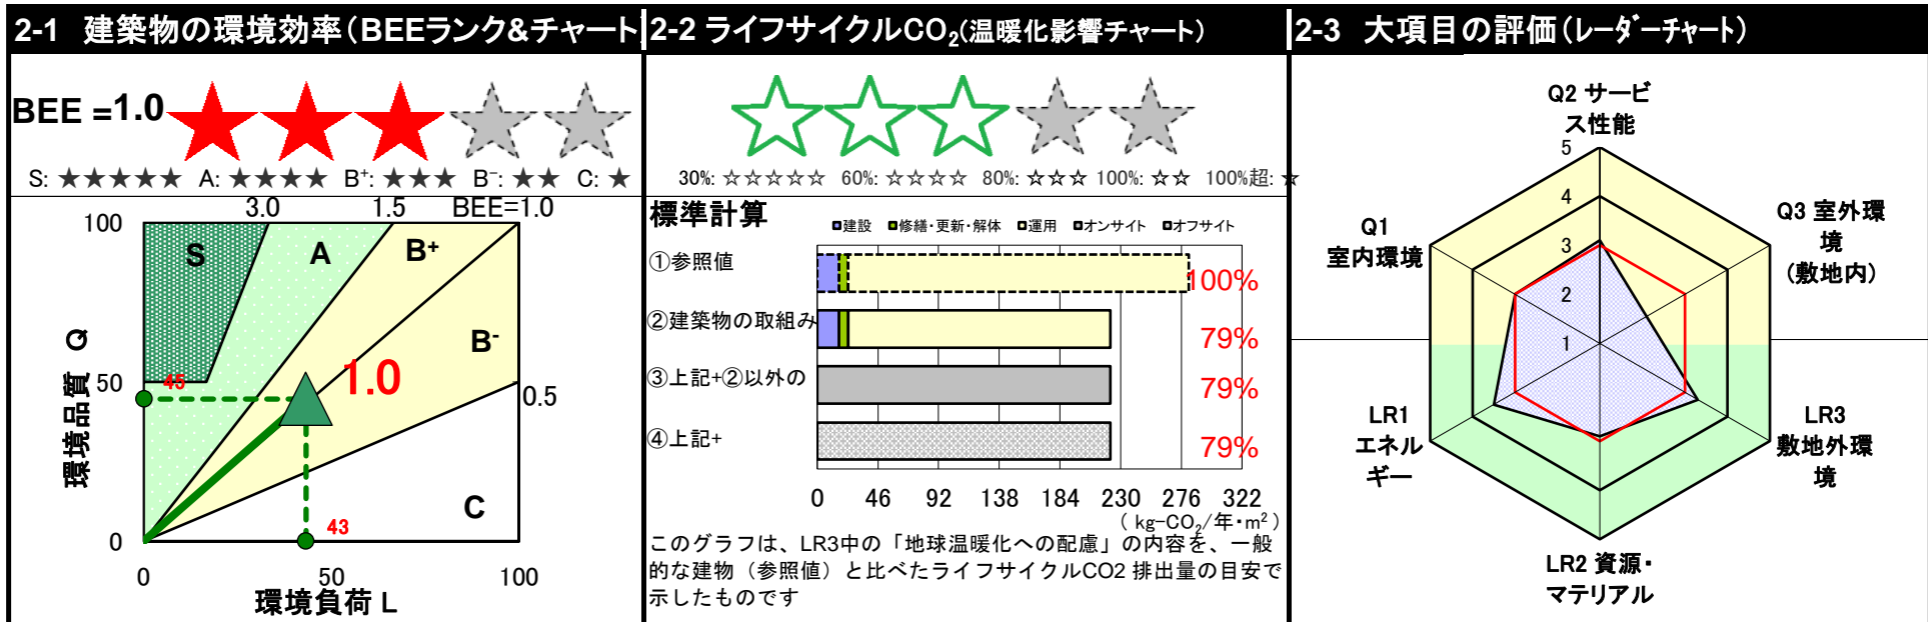 2-1 建築物の環境効率(BEEランク&チャート)
BEE =1.0
S: ★★★★★ A: ★★★★ B+: ★★★ B-: ★★ C: ★
3.0 1.5 BEE=1.0
100
S
A
B+
B-
C
50
45
1.0
0.5
43
0
0 50 100
環境品質 Q
環境負荷 L
2-2 ライフサイクルCO2(温暖化影響チャート)
30%: ☆☆☆☆☆ 60%: ☆☆☆☆ 80%: ☆☆☆ 100%: ☆☆ 100%超: ☆
標準計算
■建設 ■修繕・更新・解体 ■運用 ■オンサイト ■オフサイト
①参照値
100%
②建築物の取組み
79%
③上記+②以外の
79%
④上記+
79%
0 46 92 138 184 230 276 322
( kg-CO2/年・m2 )
このグラフは、LR3中の「地球温暖化への配慮」の内容を、一般
的な建物(参照値)と比べたライフサイクルCO2 排出量の目安で
示したものです
2-3 大項目の評価(レーダーチャート)
Q2 サービ
ス性能
5
4
3
2
1
Q1
室内環境
Q3 室外環
境
(敷地内)
LR1
エネル
ギー
LR3
敷地外環
境
LR2 資源・
マテリアル